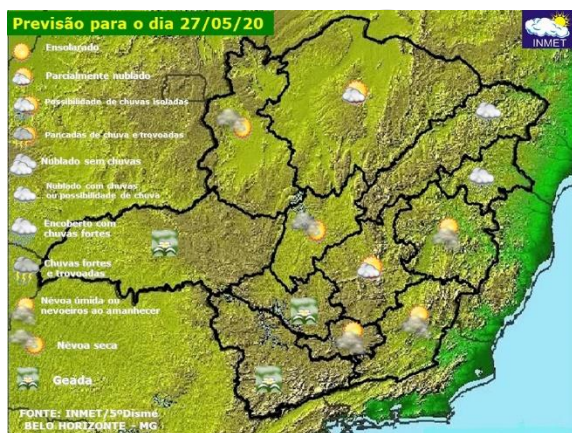 Previsão para o dia 27/05/20
INMET
Ensolarado
Parcialmente nublado
Possibilidade de chuvas isoladas
Pancadas de chuva e trovoadas
Nublado sem chuvas
Nublado com chuvas
ou possibilidade de chuva
Encoberto com
chuvas fortes
Chuvas fortes
e trovoadas
Névoa úmida ou
nevoeiros ao amanhecer
Névoa seca
Geada
FONTE: INMET/5ºDisme
BELO HORIZONTE - MG